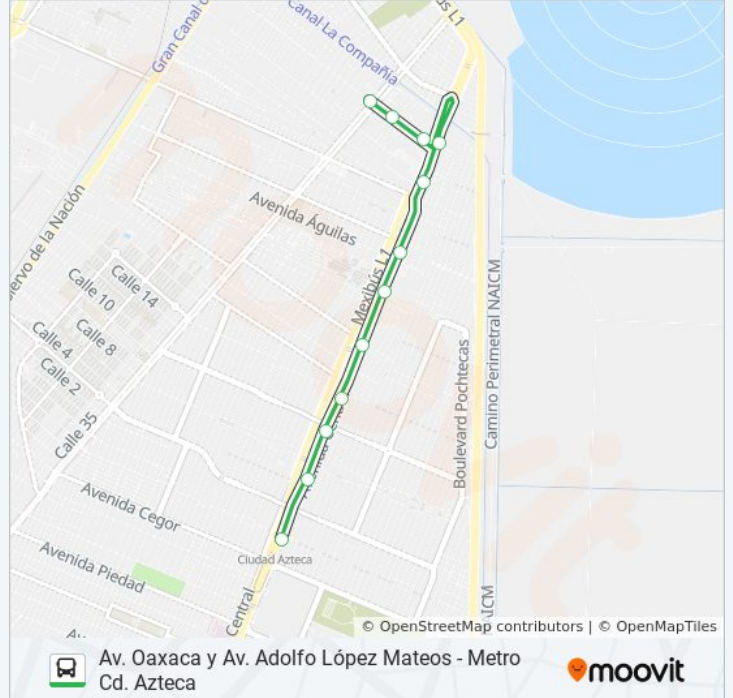 Gran Canal
Canal La Compañía
Mexibús L1
Avenida Águilas
Calle 14
Calle 10
Calle 8
Calle 4
Calle 2
Calle 35
Mexibús L1
Boulevard Pochtecas
Camino Perimetral NAICM
Avenida Cegor
Avenida Piedad
Ciudad Azteca
Central
© OpenStreetMap contributors | © OpenMapTiles
Av. Oaxaca y Av. Adolfo López Mateos - Metro
Cd. Azteca
moovit